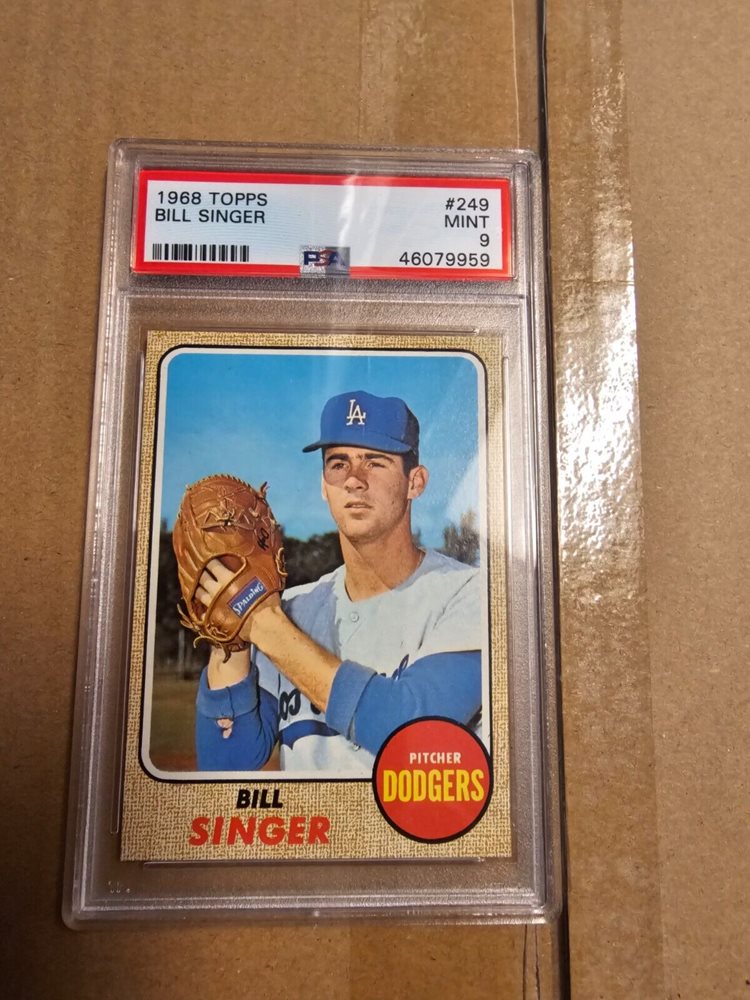 1968 TOPPS #249
BILL SINGER MINT
9
PSA 46079959
LA
SPALDING
PITCHER
DODGERS
BILL
SINGER